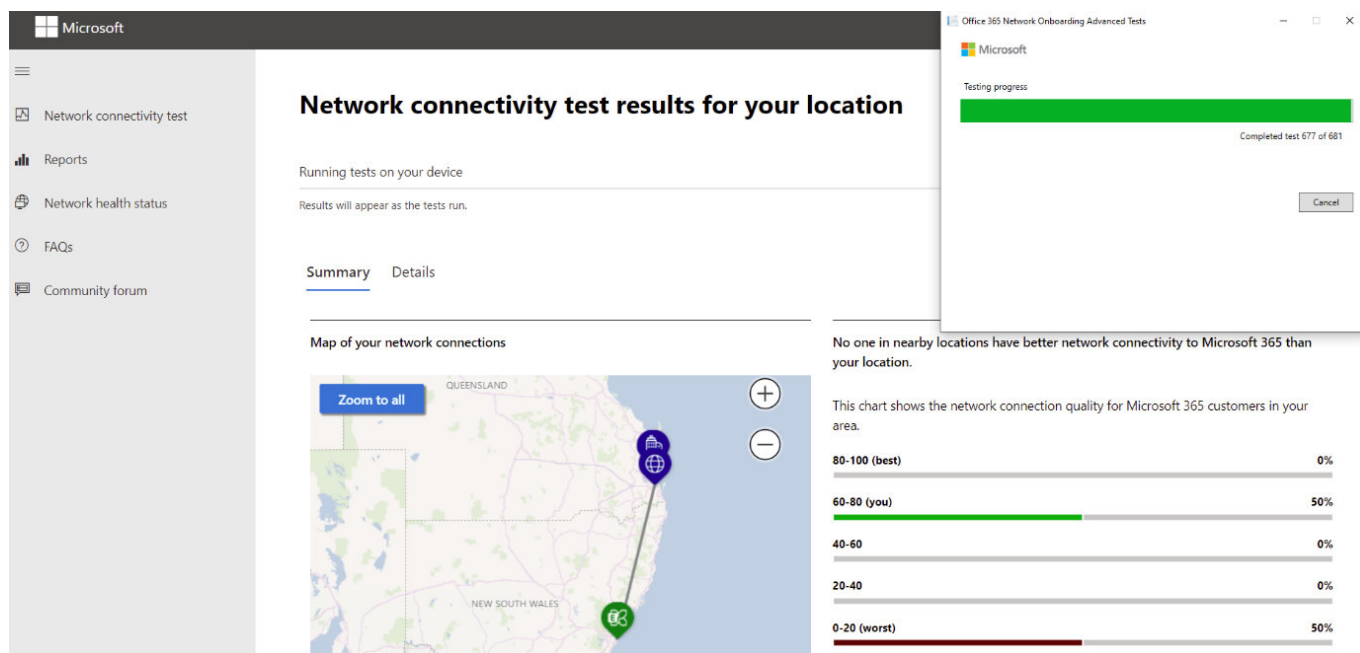 Microsoft
Network connectivity test
Reports
Network health status
FAQs
Community forum
Network connectivity test results for your location
Running tests on your device
Results will appear as the tests run.
Summary Details
Map of your network connections
Zoom to all
QUEENSLAND
NEW SOUTH WALES
Office 365 Network Onboarding Advanced Tests
Microsoft
Testing progress
Completed test 677 of 681
Cancel
No one in nearby locations have better network connectivity to Microsoft 365 than
your location.
This chart shows the network connection quality for Microsoft 365 customers in your
area.
80-100 (best) 0%
60-80 (you) 50%
40-60 0%
20-40 0%
0-20 (worst) 50%